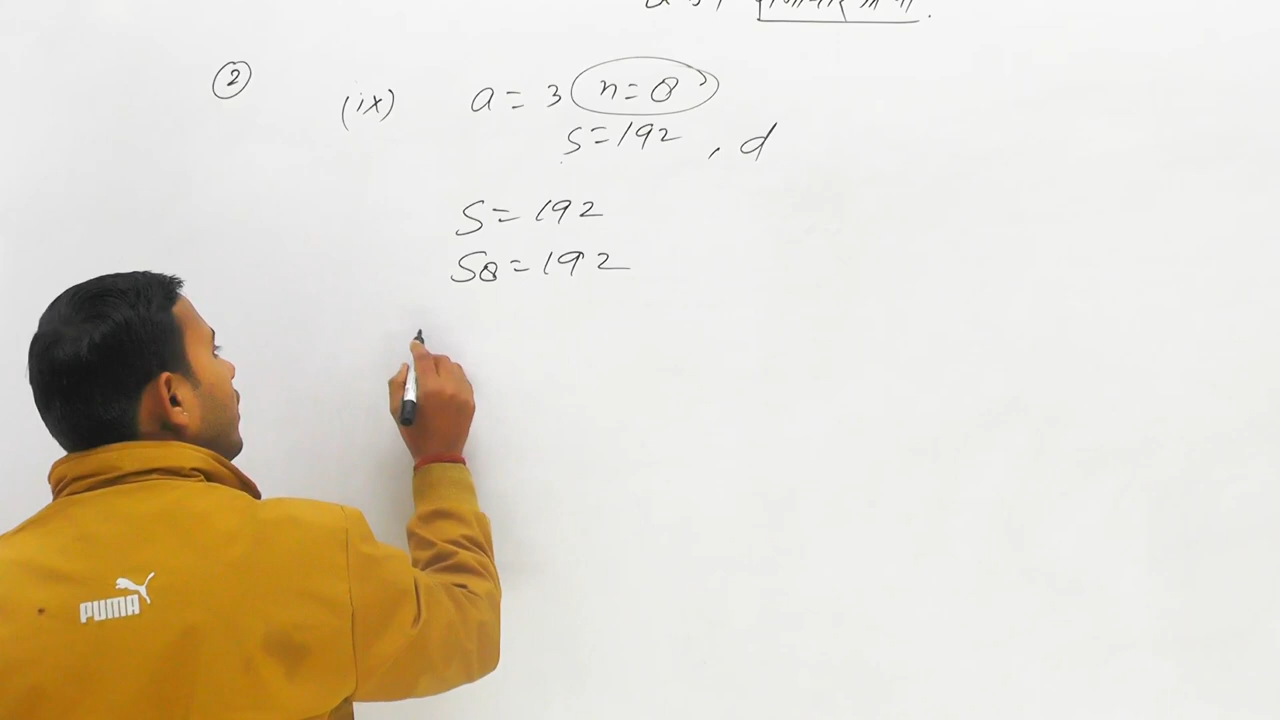 ②
(ix) a = 3 n = 8
S = 192 , d
S = 192
S8 = 192
PUMA